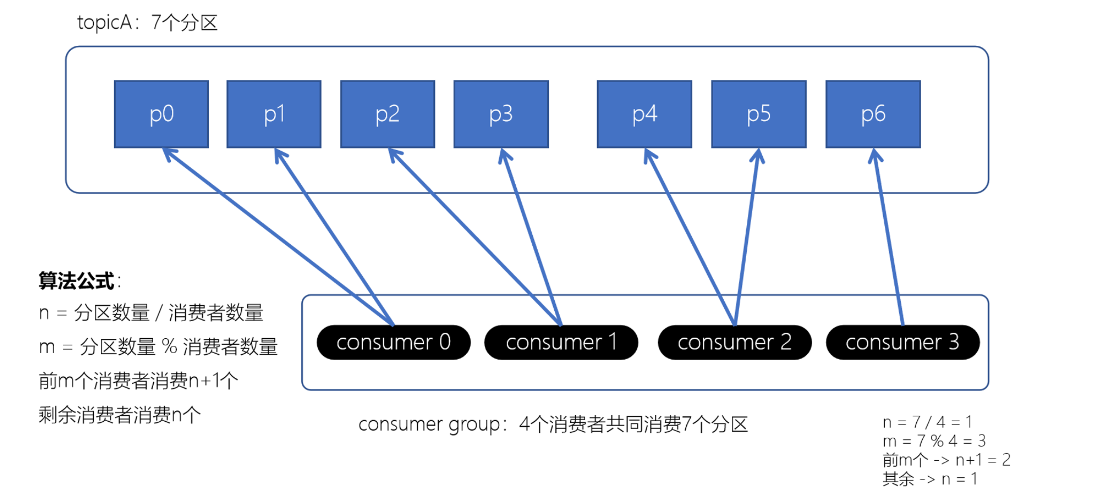 topicA：7个分区
p0
p1
p2
p3
p4
p5
p6
算法公式：
n = 分区数量 / 消费者数量
m = 分区数量 % 消费者数量
前m个消费者消费n+1个
剩余消费者消费n个
consumer 0
consumer 1
consumer 2
consumer 3
consumer group：4个消费者共同消费7个分区
n = 7 / 4 = 1
m = 7 % 4 = 3
前m个 -> n+1 = 2
其余 -> n = 1